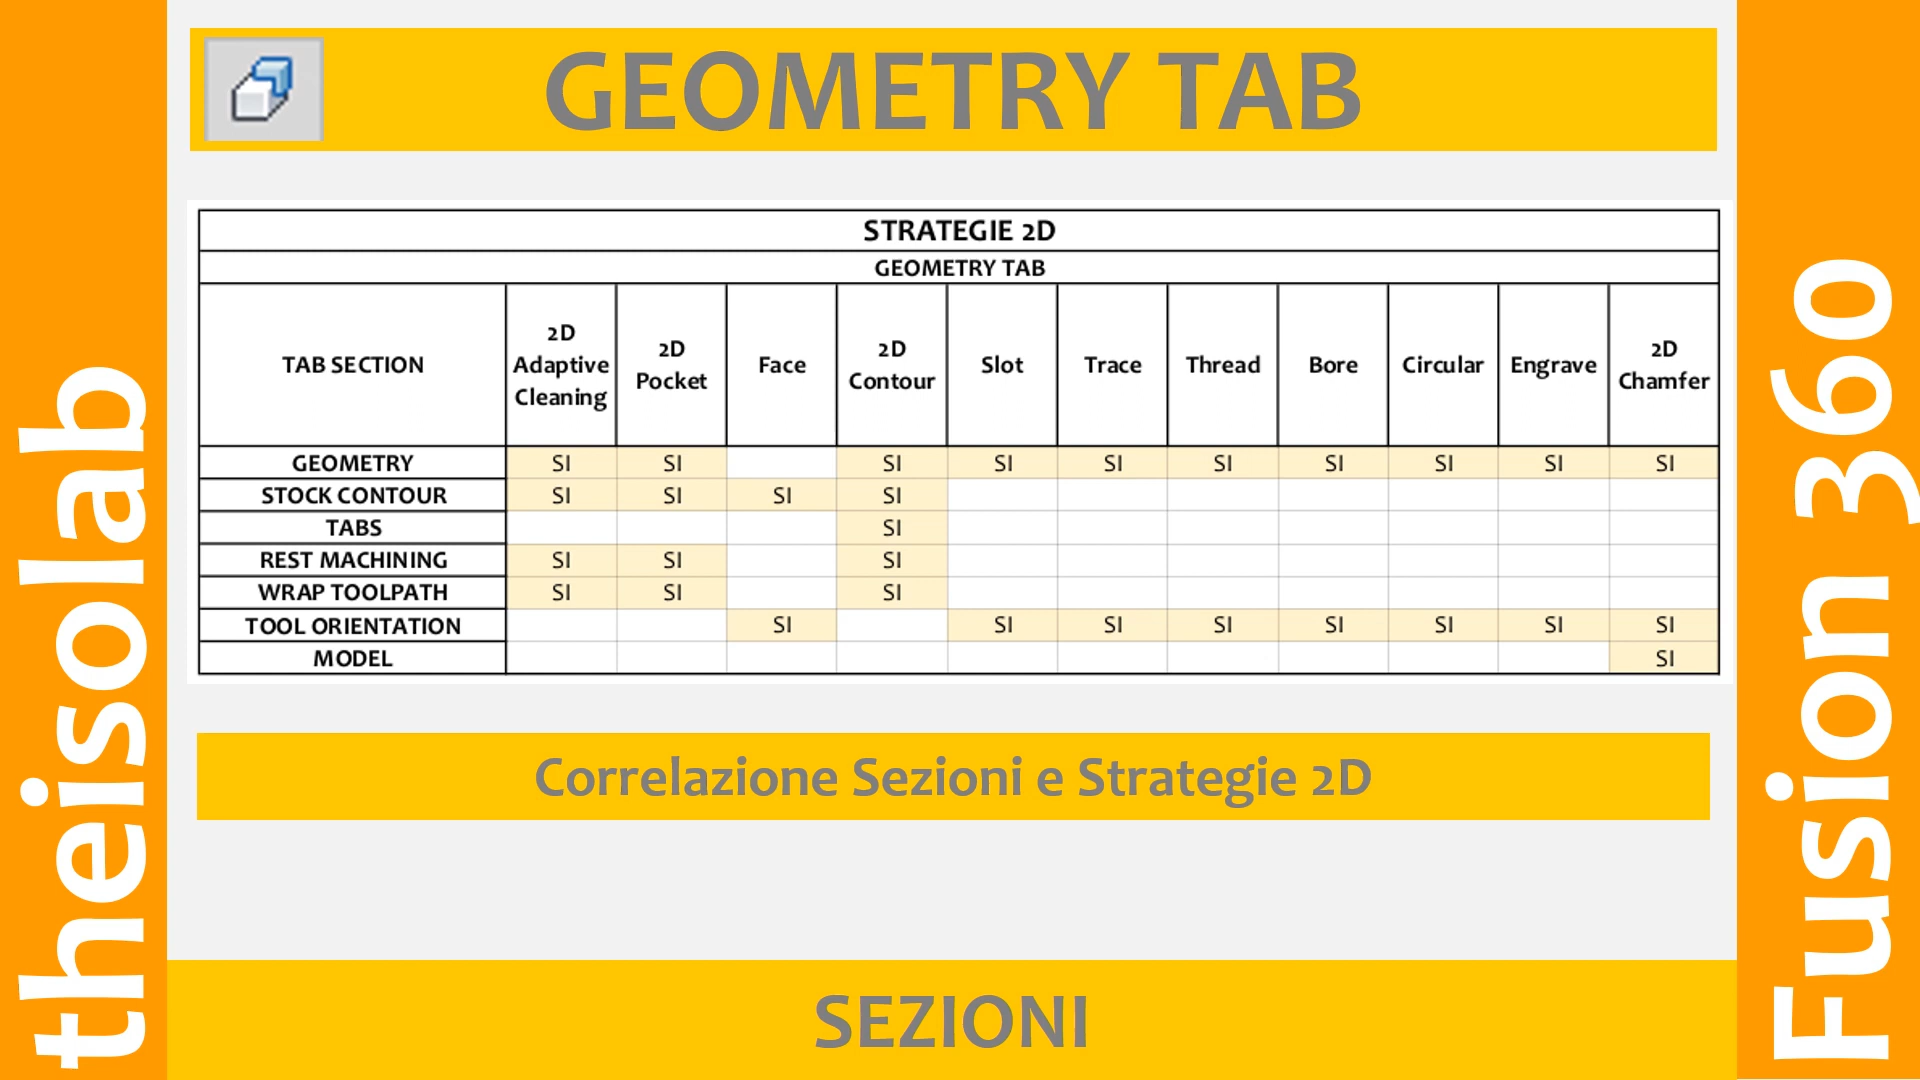 GEOMETRY TAB
STRATEGIE 2D
GEOMETRY TAB
TAB SECTION 2D Adaptive Cleaning 2D Pocket Face 2D Contour Slot Trace Thread Bore Circular Engrave 2D Chamfer
GEOMETRY SI SI SI SI SI SI SI SI SI SI
STOCK CONTOUR SI SI SI SI
TABS SI
REST MACHINING SI SI SI
WRAP TOOLPATH SI SI SI
TOOL ORIENTATION SI SI SI SI SI SI SI SI
MODEL SI
Correlazione Sezioni e Strategie 2D
SEZIONI
theisolab
Fusion 360